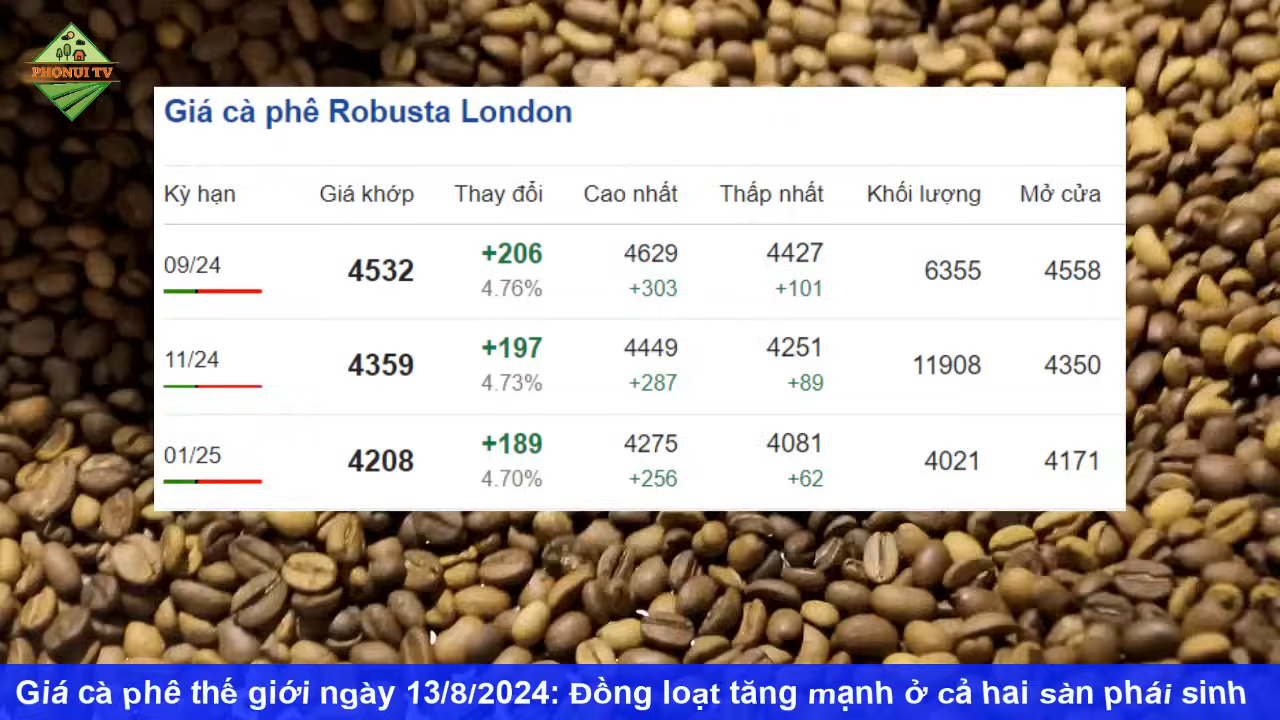 PHONUI TV
Giá cà phê Robusta London
Kỳ hạn Giá khớp Thay đổi Cao nhất Thấp nhất Khối lượng Mở cửa
09/24 4532 +206 4629 4427 6355 4558
4.76% +303 +101
11/24 4359 +197 4449 4251 11908 4350
4.73% +287 +89
01/25 4208 +189 4275 4081 4021 4171
4.70% +256 +62
Giá cà phê thế giới ngày 13/8/2024: Đồng loạt tăng mạnh ở cả hai sàn phái sinh